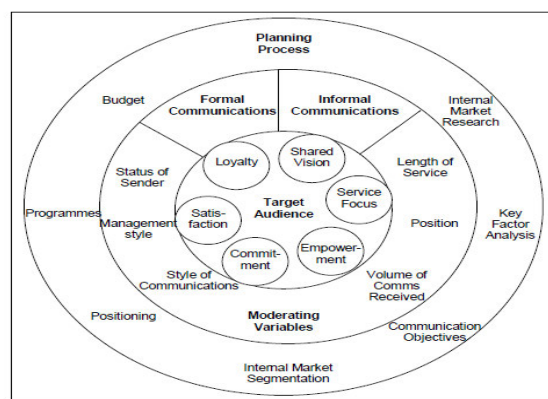 Planning
Process
Budget
Formal
Communications
Informal
Communications
Internal
Market
Research
Loyalty
Shared
Vision
Status of
Sender
Length of
Service
Programmes
Management
style
Satis-
faction
Target
Audience
Service
Focus
Position
Key
Factor
Analysis
Commit-
ment
Empower-
ment
Style of
Communications
Volume of
Comms
Received
Positioning
Moderating
Variables
Communication
Objectives
Internal Market
Segmentation